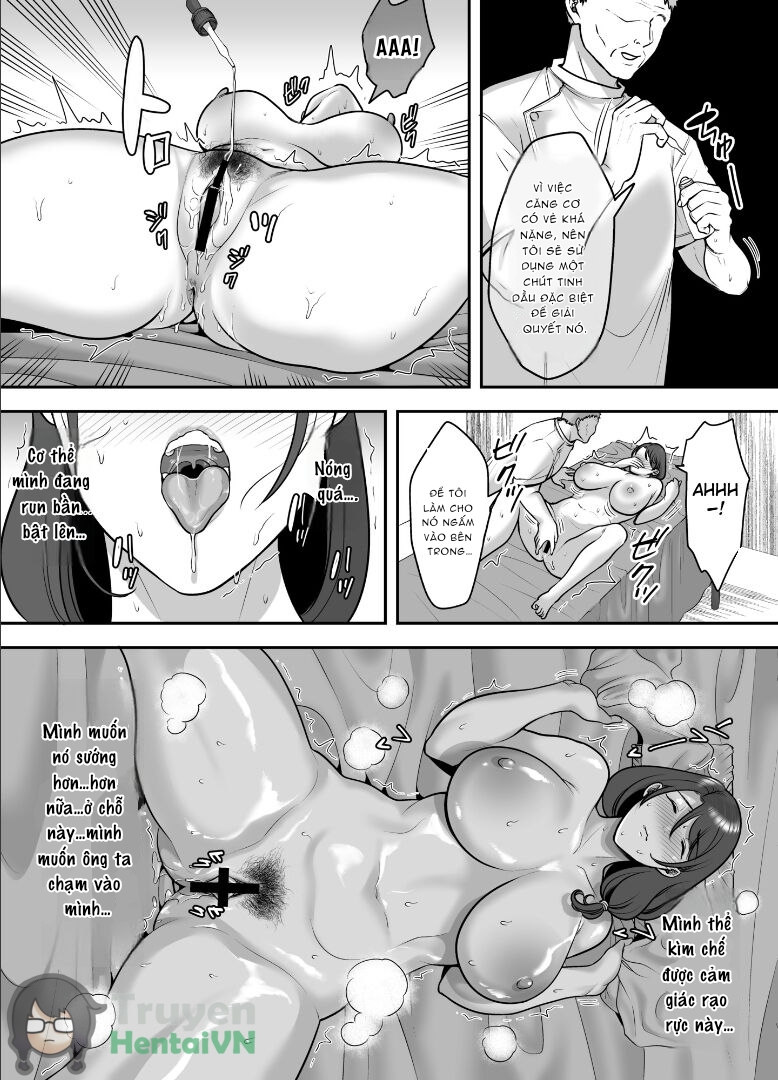 VÌ VIỆC
CĂNG CƠ
CÓ VẺ KHÁ
NẶNG, NÊN
TÔI SẼ SỬ
DỤNG MỘT
CHÚT TINH
DẦU ĐẶC BIỆT
ĐỂ GIẢI
QUYẾT NÓ.
AAA!
トロ
AHHH
-!
ĐỂ TÔI
LÀM CHO
NÓ NGẤM
VÀO BÊN
TRONG...
Nóng
quá....
Cơ thể
mình đang
run bần..
bật lên...
Mình thể
kìm chế
được cảm
giác rạo
rực này...
Mình muốn
nó sướng
hơn...hơn
nữa...ở chỗ
này...mình
muốn ông ta
chạm vào
mình...
Truyen
HentaiVN